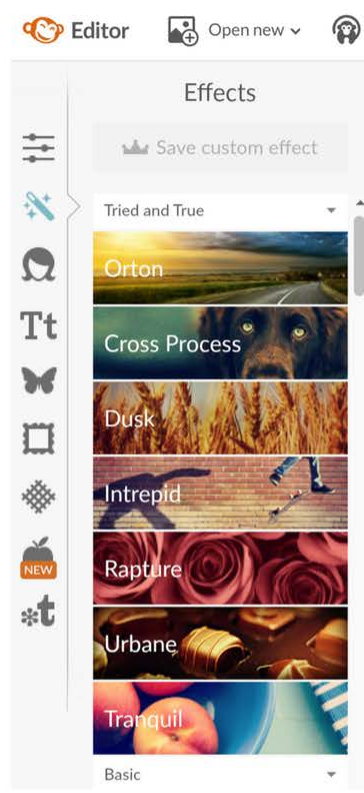 Editor
Open new
Effects
Save custom effect
Tried and True
Orton
Cross Process
Tt
Dusk
Intrepid
Rapture
NEW
t
Urbane
Tranquil
Basic